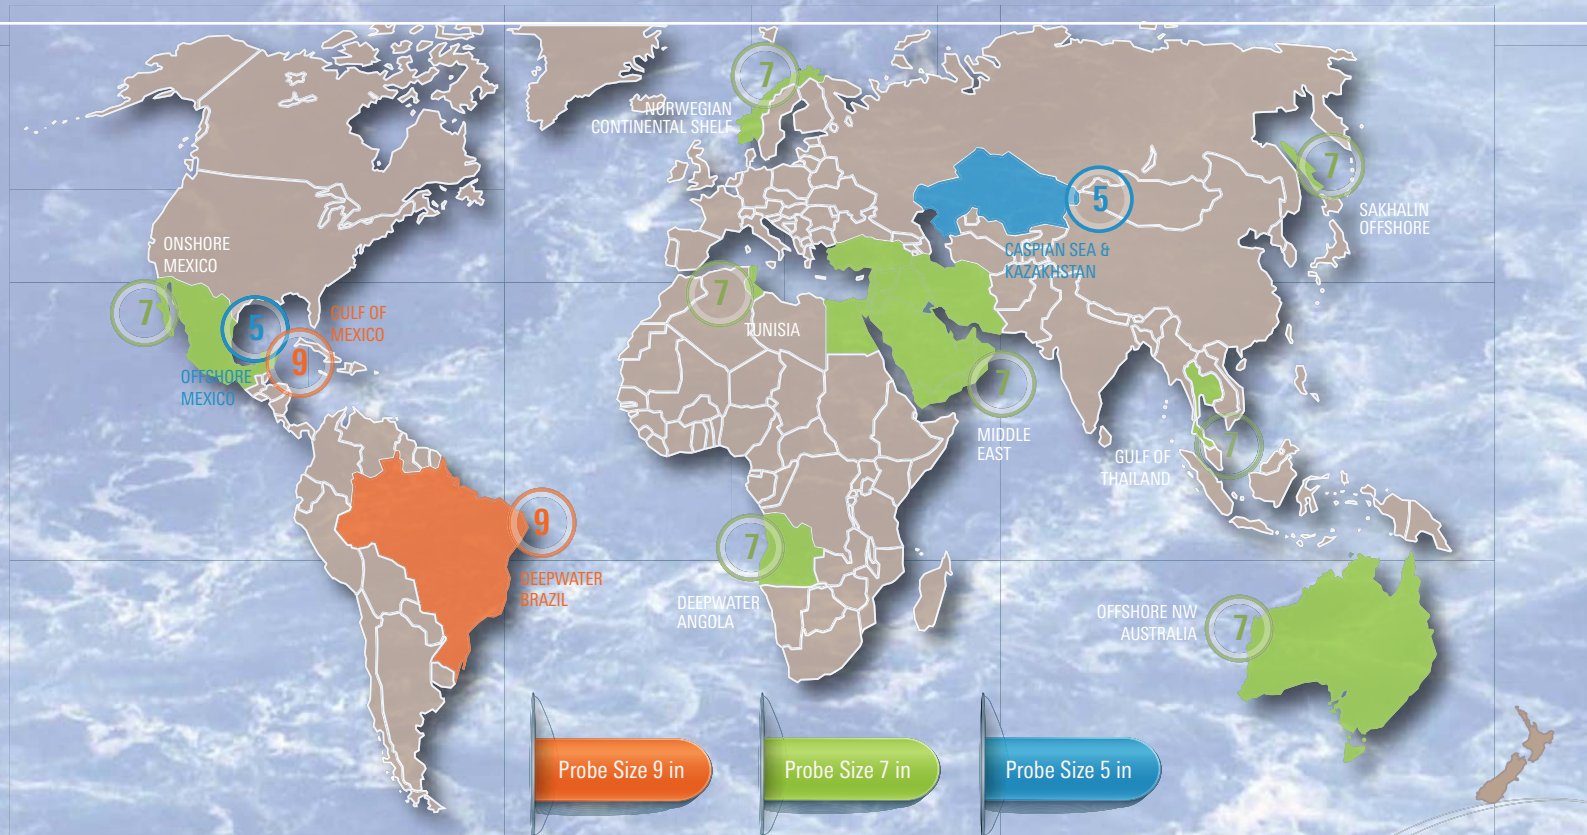 7
NORWEGIAN
CONTINENTAL SHELF
7
SAKHALIN
OFFSHORE
5
CASPIAN SEA &
KAZAKHSTAN
ONSHORE
MEXICO
7
5
GULF OF
MEXICO
9
OFFSHORE
MEXICO
7
TUNISIA
7
MIDDLE
EAST
7
GULF OF
THAILAND
9
DEEPWATER
BRAZIL
7
DEEPWATER
ANGOLA
OFFSHORE NW
AUSTRALIA
7
Probe Size 9 in
Probe Size 7 in
Probe Size 5 in